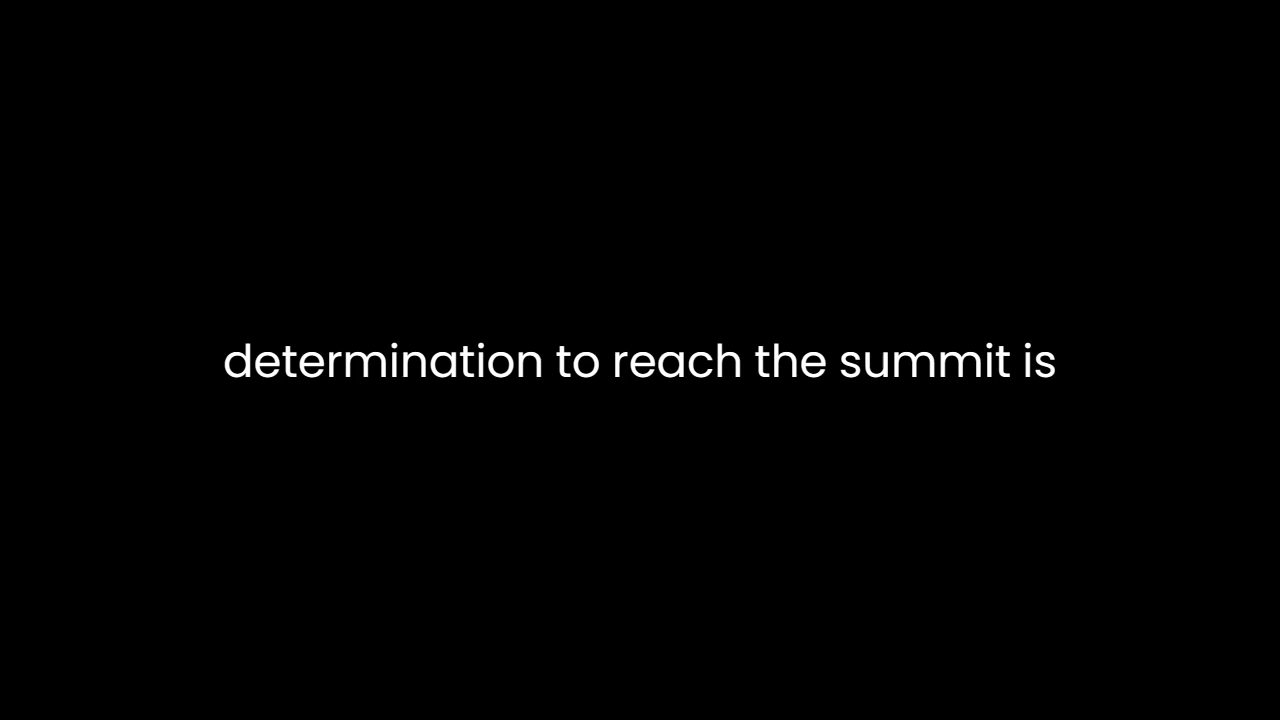 determination to reach the summit is